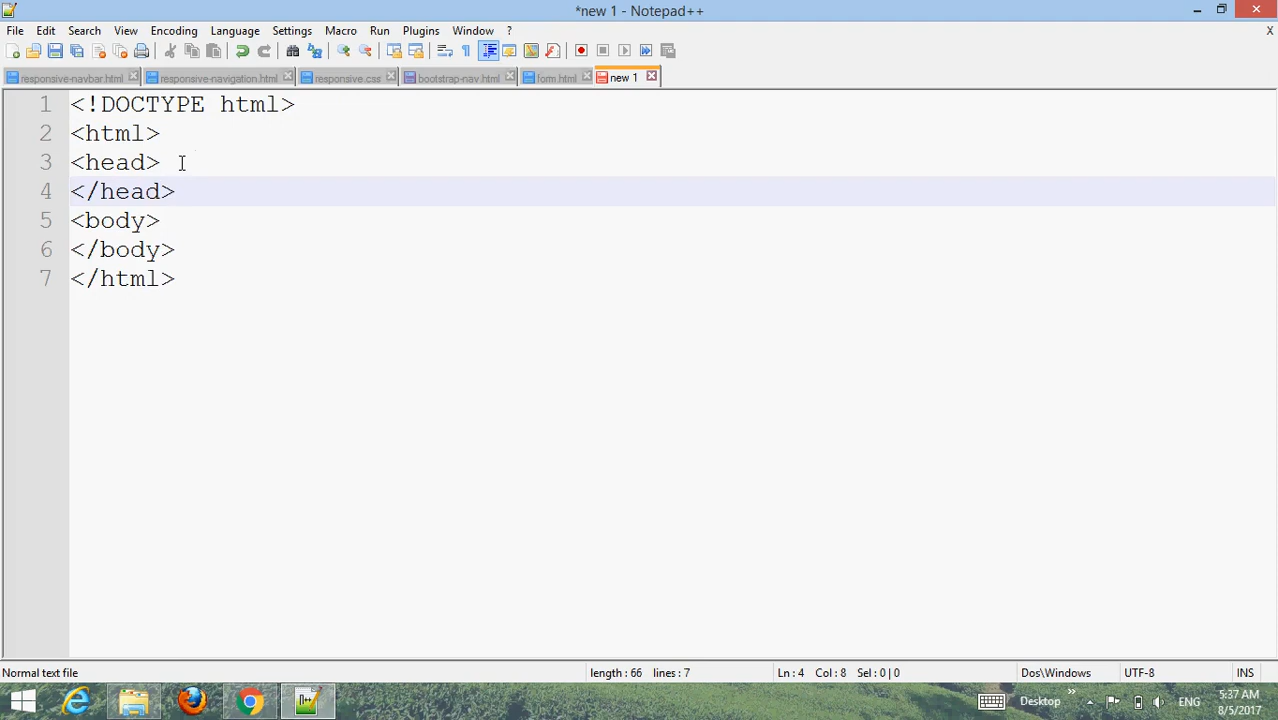 *new 1 - Notepad++
File Edit Search View Encoding Language Settings Macro Run Plugins Window ? X
responsive-navbar.html responsive-navigation.html responsive.css bootstrap-nav.html form.html new 1
1 <!DOCTYPE html>
2 <html>
3 <head>
4 </head>
5 <body>
6 </body>
7 </html>
Normal text file length : 66 lines : 7 Ln : 4 Col : 8 Sel : 0 | 0 Dos\Windows UTF-8 INS
Desktop » ENG 5:37 AM
8/5/2017